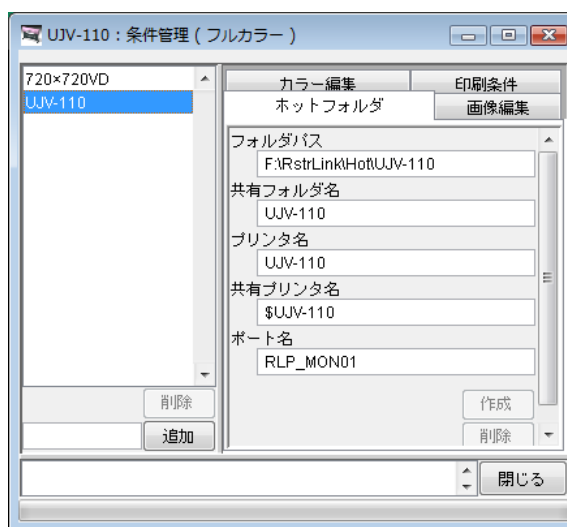 UJV-110：条件管理 ( フルカラー )
720×720VD
UJV-110
削除
追加
カラー編集
印刷条件
ホットフォルダ
画像編集
フォルダパス
F:\RstrLink\Hot\UJV-110
共有フォルダ名
UJV-110
プリンタ名
UJV-110
共有プリンタ名
$UJV-110
ポート名
RLP_MON01
作成
削除
閉じる